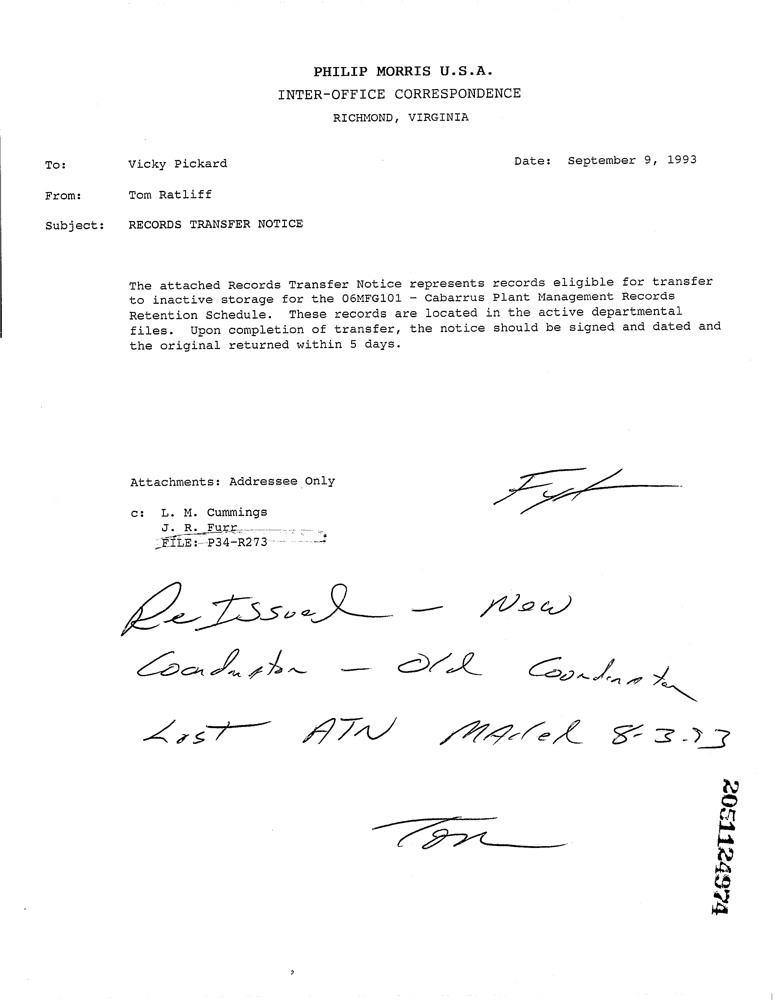 PHILIP MORRIS U.S.A.
INTER-OFFICE CORRESPONDENCE
RICHMOND, VIRGINIA
To: Vicky Pickard Date: September 9, 1993
From: Tom Ratliff
Subject: RECORDS TRANSFER NOTICE
The attached Records Transfer Notice represents records eligible for transfer
to inactive storage for the 06MFG101 - Cabarrus Plant Management Records
Retention Schedule. These records are located in the active departmental
files. Upon completion of transfer, the notice should be signed and dated and
the original returned within 5 days.
Attachments: Addressee Only
c: L. M. Cummings
J. R. Furr
FILE: P34-R273
ReIssued - New
Coordinator - Old Coordinator
Lost RTN Mailed 8-3-93
Tom
2051124974